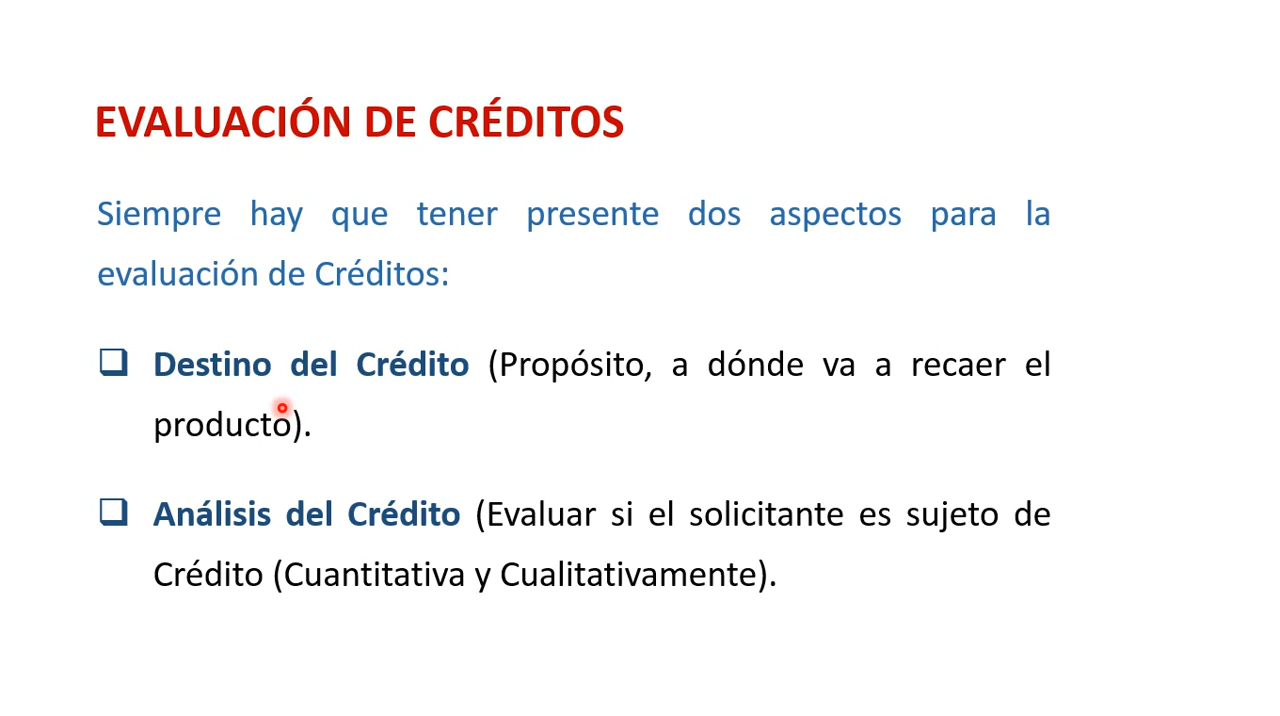 EVALUACIÓN DE CRÉDITOS
Siempre hay que tener presente dos aspectos para la
evaluación de Créditos:
Destino del Crédito (Propósito, a dónde va a recaer el
producto).
Análisis del Crédito (Evaluar si el solicitante es sujeto de
Crédito (Cuantitativa y Cualitativamente).